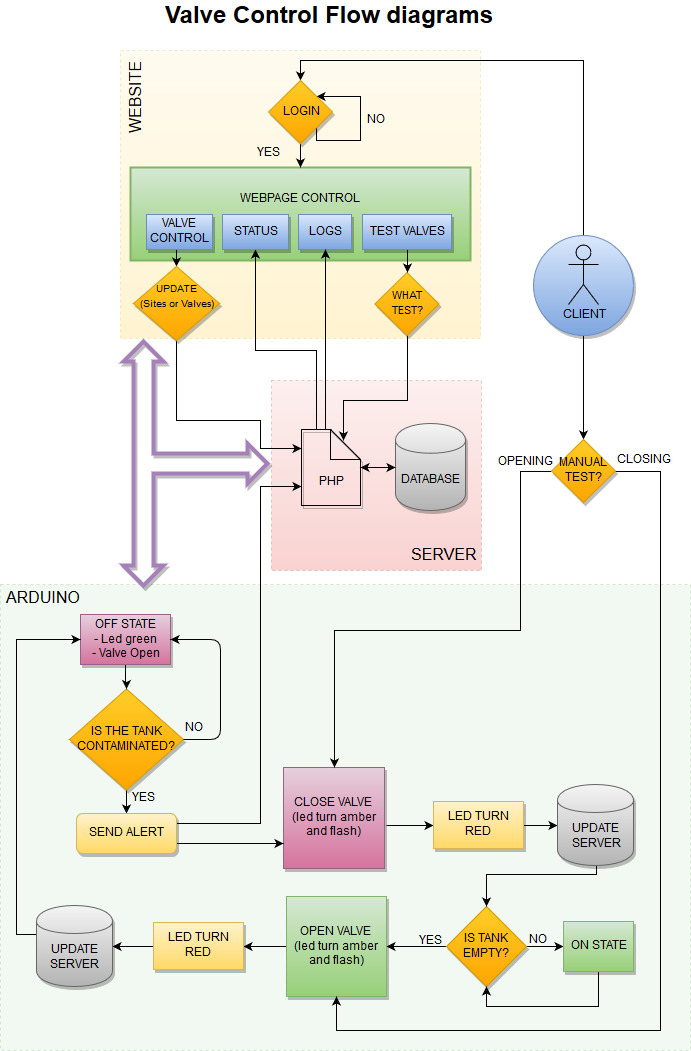 Valve Control Flow diagrams
WEBSITE
LOGIN
NO
YES
WEBPAGE CONTROL
VALVE
CONTROL
STATUS
LOGS
TEST VALVES
UPDATE
(Sites or Valves)
WHAT
TEST?
CLIENT
PHP
DATABASE
SERVER
OPENING
MANUAL
TEST?
CLOSING
ARDUINO
OFF STATE
- Led green
- Valve Open
IS THE TANK
CONTAMINATED?
NO
YES
SEND ALERT
CLOSE VALVE
(led turn amber
and flash)
LED TURN
RED
UPDATE
SERVER
UPDATE
SERVER
LED TURN
RED
OPEN VALVE
(led turn amber
and flash)
YES
IS TANK
EMPTY?
NO
ON STATE